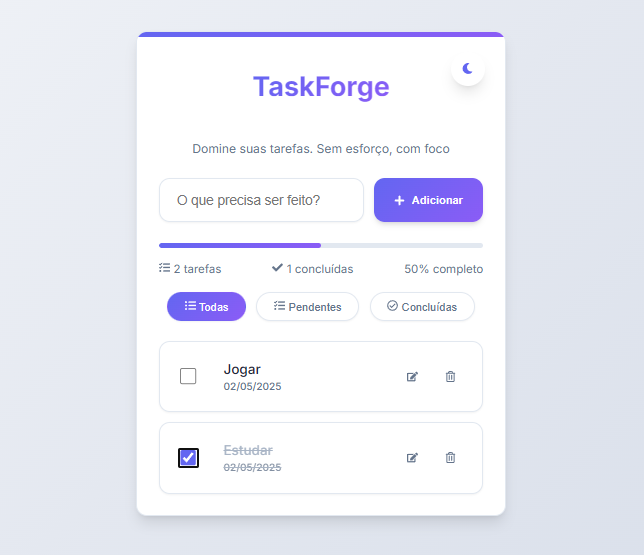 TaskForge
Domine suas tarefas. Sem esforço, com foco
O que precisa ser feito?
Adicionar
2 tarefas
1 concluídas
50% completo
Todas
Pendentes
Concluídas
Jogar
02/05/2025
Estudar
02/05/2025